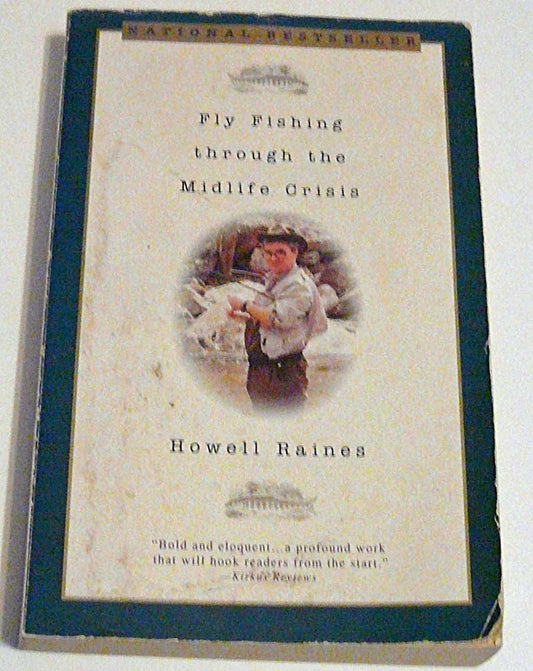 NATIONAL BESTSELLER
Fly Fishing
through the
Midlife Crisis
Howell Raines
"Bold and eloquent...a profound work
that will hook readers from the start."
—Kirkus Reviews